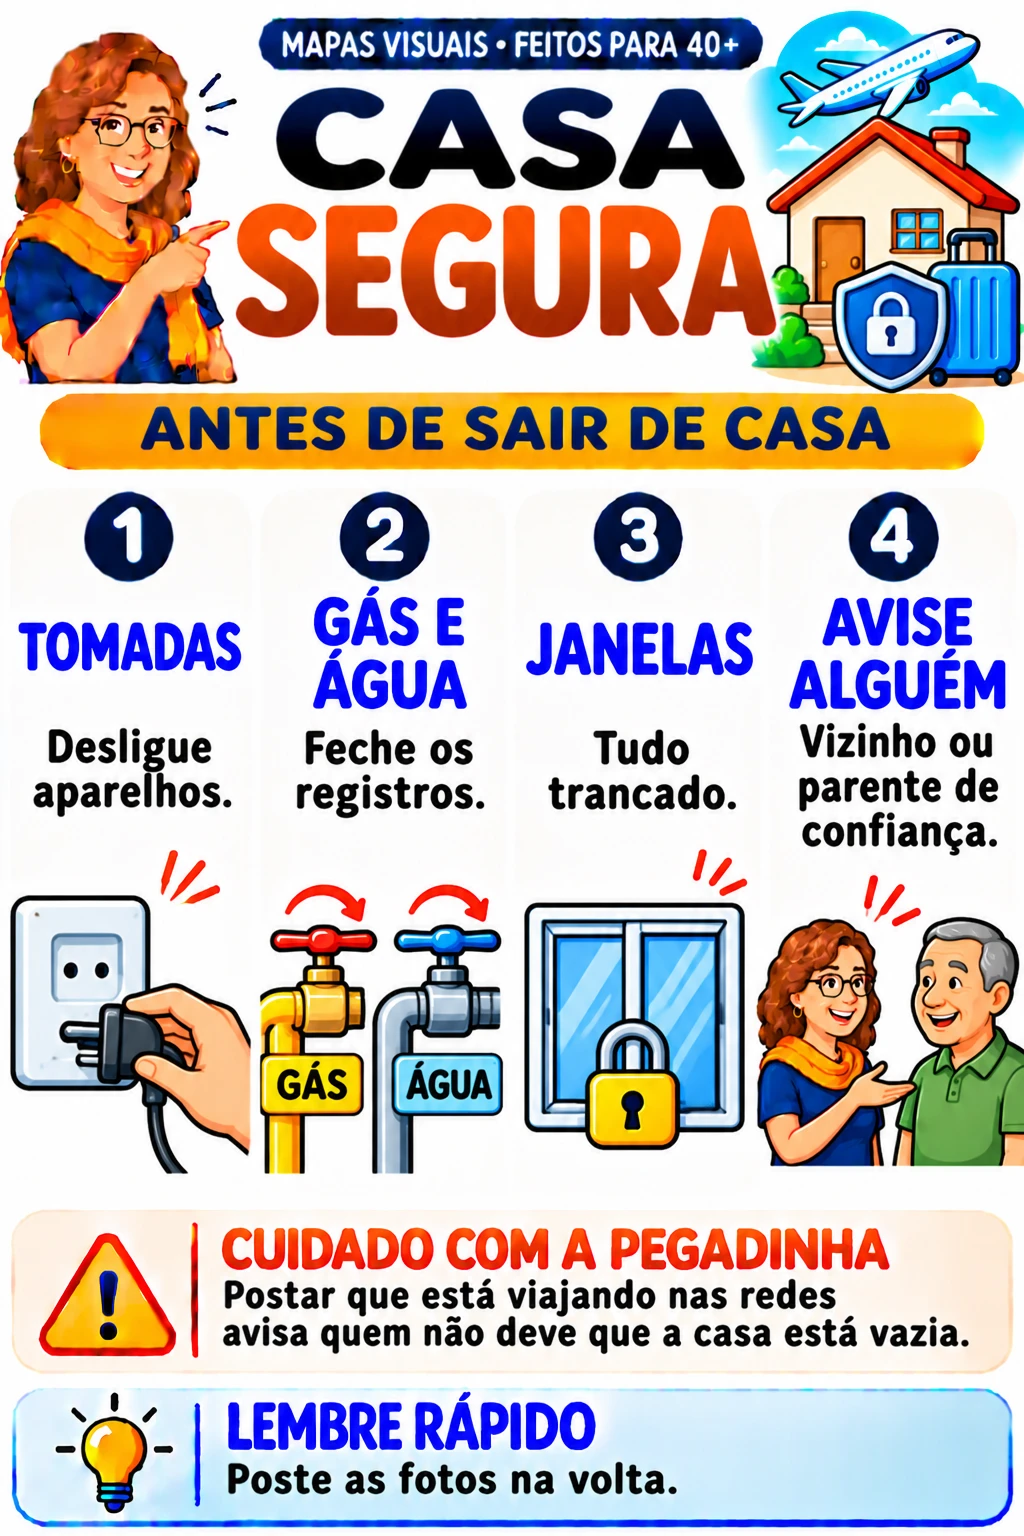 MAPAS VISUAIS • FEITOS PARA 40+
CASA
SEGURA
ANTES DE SAIR DE CASA
1
TOMADAS
Desligue
aparelhos.
2
GÁS E
ÁGUA
Feche os
registros.
GÁS
ÁGUA
3
JANELAS
Tudo
trancado.
4
AVISE
ALGUÉM
Vizinho ou
parente de
confiança.
CUIDADO COM A PEGADINHA
Postar que está viajando nas redes
avisa quem não deve que a casa está vazia.
LEMBRE RÁPIDO
Poste as fotos na volta.